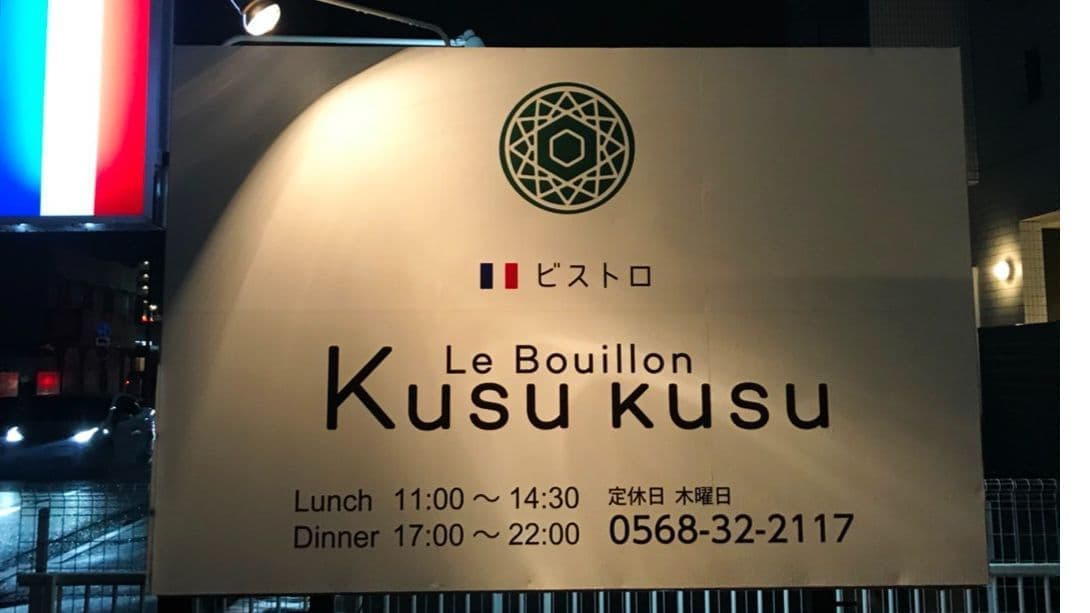 ビストロ
Le Bouillon
Kusu kusu
Lunch 11:00 ～ 14:30
Dinner 17:00 ～ 22:00
定休日 木曜日
0568-32-2117